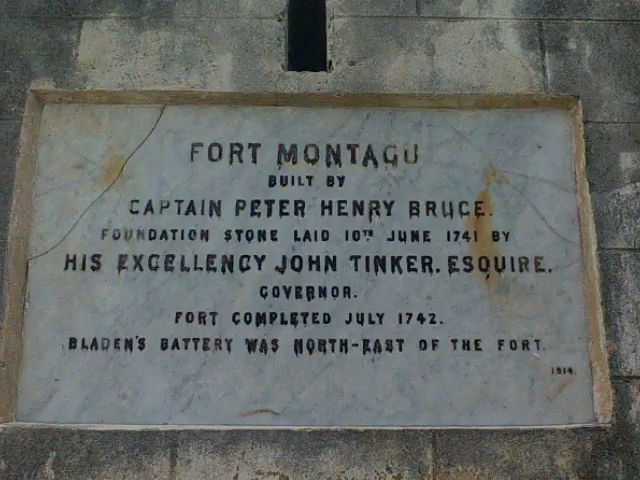 FORT MONTAGU
BUILT BY
CAPTAIN PETER HENRY BRUCE.
FOUNDATION STONE LAID 10TH JUNE 1741 BY
HIS EXCELLENCY JOHN TINKER. ESQUIRE.
GOVERNOR.
FORT COMPLETED JULY 1742.
BLADEN'S BATTERY WAS NORTH-EAST OF THE FORT.
1914.